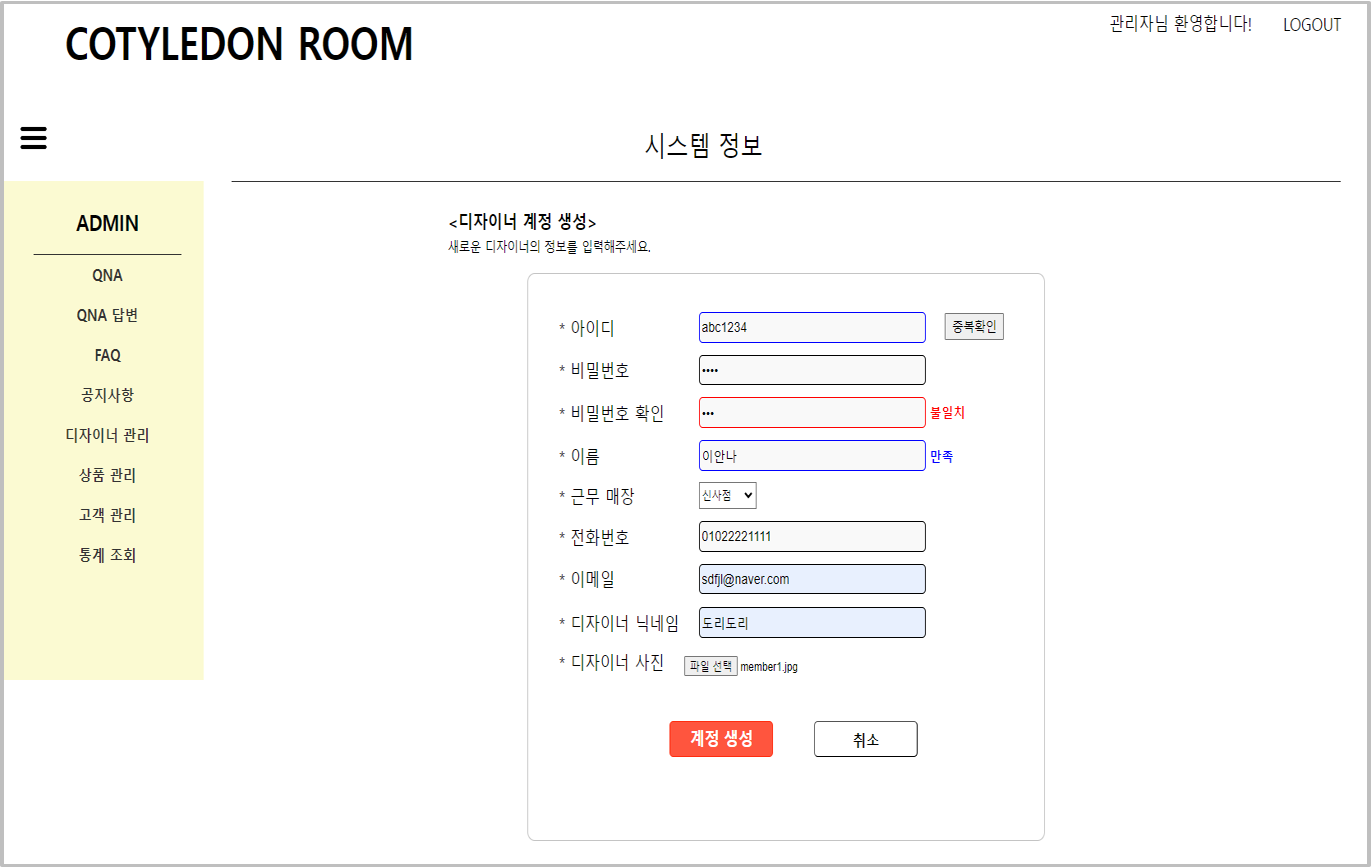 COTYLEDON ROOM
관리자님 환영합니다! LOGOUT
시스템 정보
ADMIN
QNA
QNA 답변
FAQ
공지사항
디자이너 관리
상품 관리
고객 관리
통계 조회
<디자이너 계정 생성>
새로운 디자이너의 정보를 입력해주세요.
* 아이디 abc1234 중복확인
* 비밀번호 ••••
* 비밀번호 확인 ••• 불일치
* 이름 이안나 만족
* 근무 매장 신사점
* 전화번호 01022221111
* 이메일 sdfjl@naver.com
* 디자이너 닉네임 도리도리
* 디자이너 사진 파일 선택 member1.jpg
계정 생성 취소